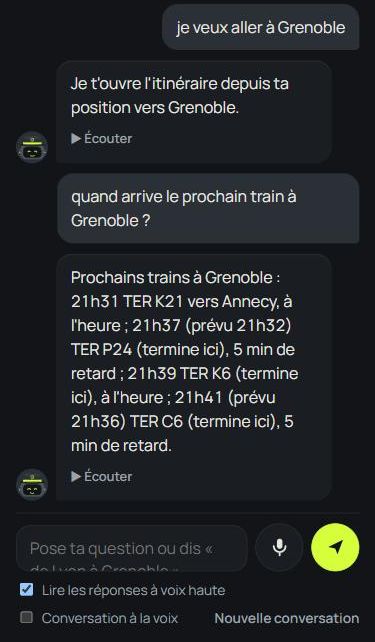 je veux aller à Grenoble
Je t'ouvre l'itinéraire depuis ta
position vers Grenoble.
▶ Écouter
quand arrive le prochain train à
Grenoble ?
Prochains trains à Grenoble :
21h31 TER K21 vers Annecy, à
l'heure ; 21h37 (prévu 21h32)
TER P24 (termine ici), 5 min de
retard ; 21h39 TER K6 (termine
ici), à l'heure ; 21h41 (prévu
21h36) TER C6 (termine ici), 5
min de retard.
▶ Écouter
Pose ta question ou dis «
de Lyon à Grenoble »
Lire les réponses à voix haute
Conversation à la voix
Nouvelle conversation